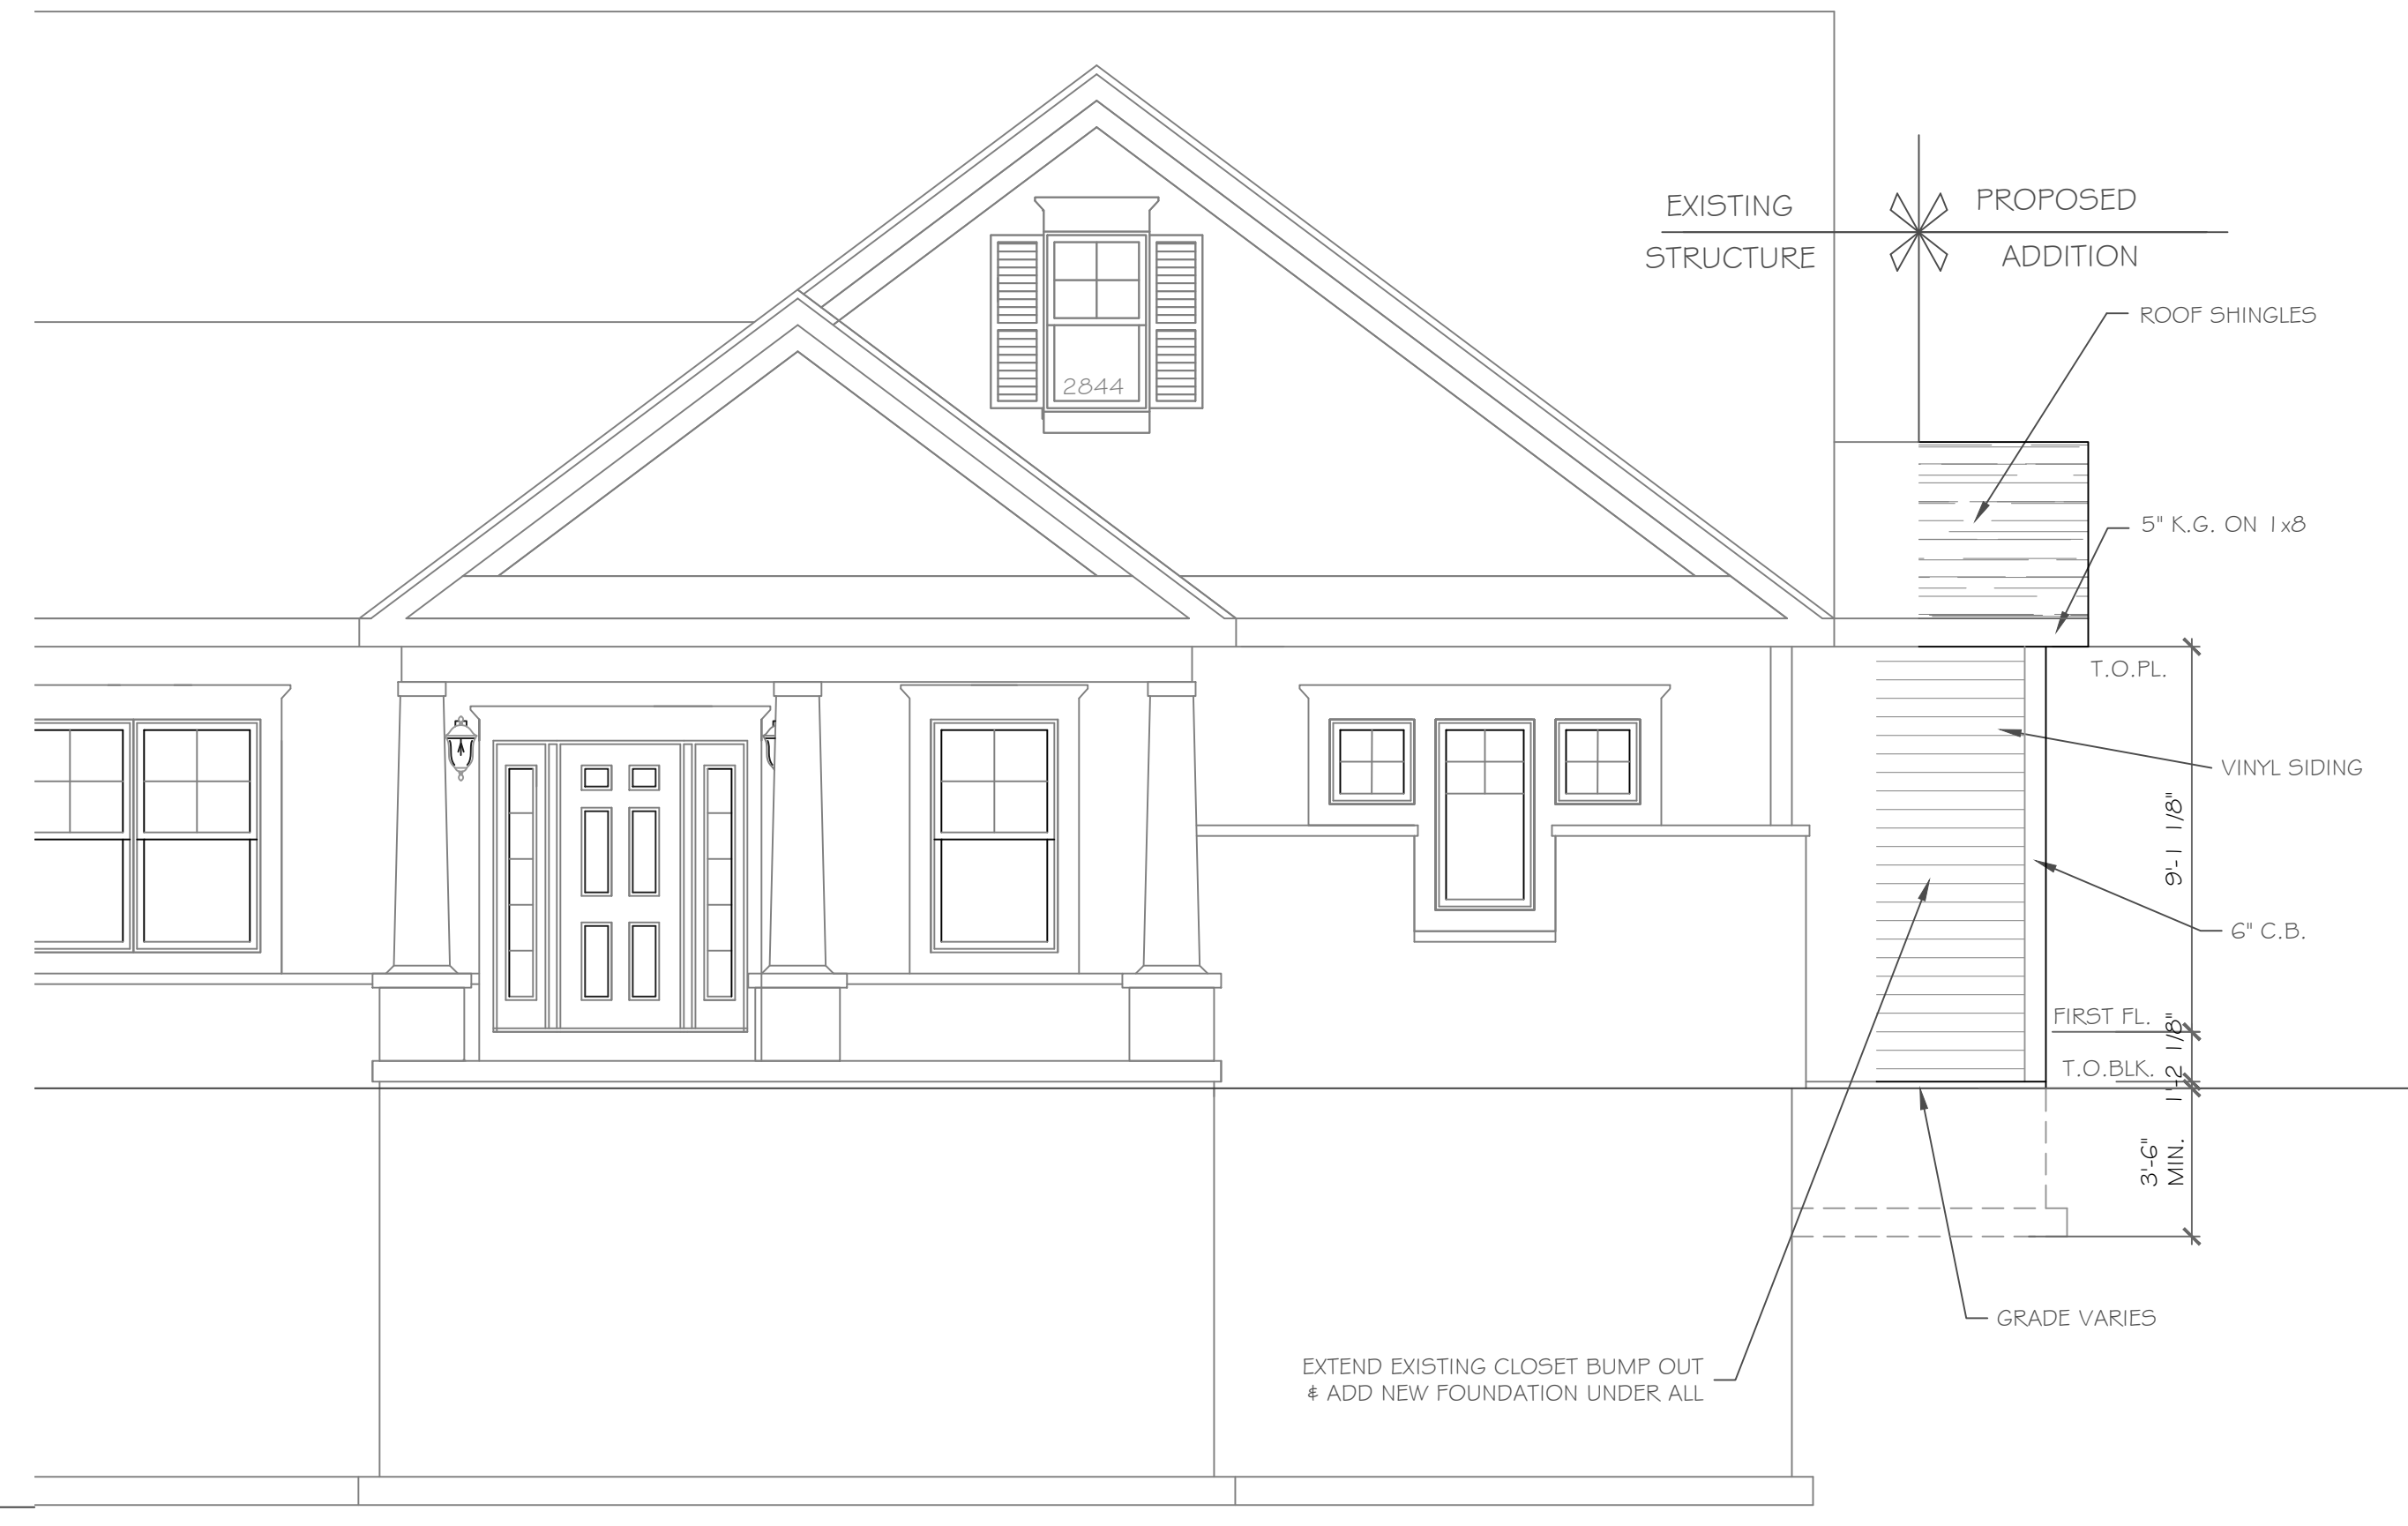 EXISTING
STRUCTURE
PROPOSED
ADDITION
ROOF SHINGLES
2844
5" K.G. ON 1x8
T.O.PL.
VINYL SIDING
9'-1 1/8"
6" C.B.
FIRST FL.
1'-2 1/8"
T.O.BLK.
3'-6"
MIN.
GRADE VARIES
EXTEND EXISTING CLOSET BUMP OUT
& ADD NEW FOUNDATION UNDER ALL